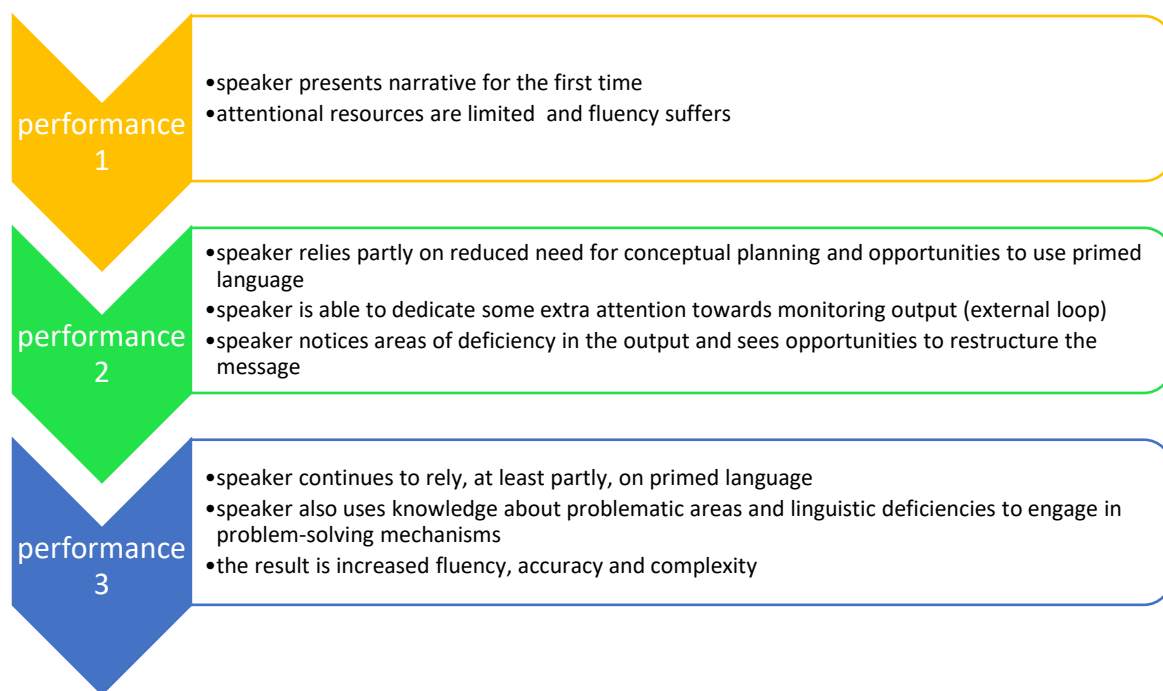 performance
1
•speaker presents narrative for the first time
•attentional resources are limited  and fluency suffers
performance
2
•speaker relies partly on reduced need for conceptual planning and opportunities to use primed
language
•speaker is able to dedicate some extra attention towards monitoring output (external loop)
•speaker notices areas of deficiency in the output and sees opportunities to restructure the
message
performance
3
•speaker continues to rely, at least partly, on primed language
•speaker also uses knowledge about problematic areas and linguistic deficiencies to engage in
problem-solving mechanisms
•the result is increased fluency, accuracy and complexity